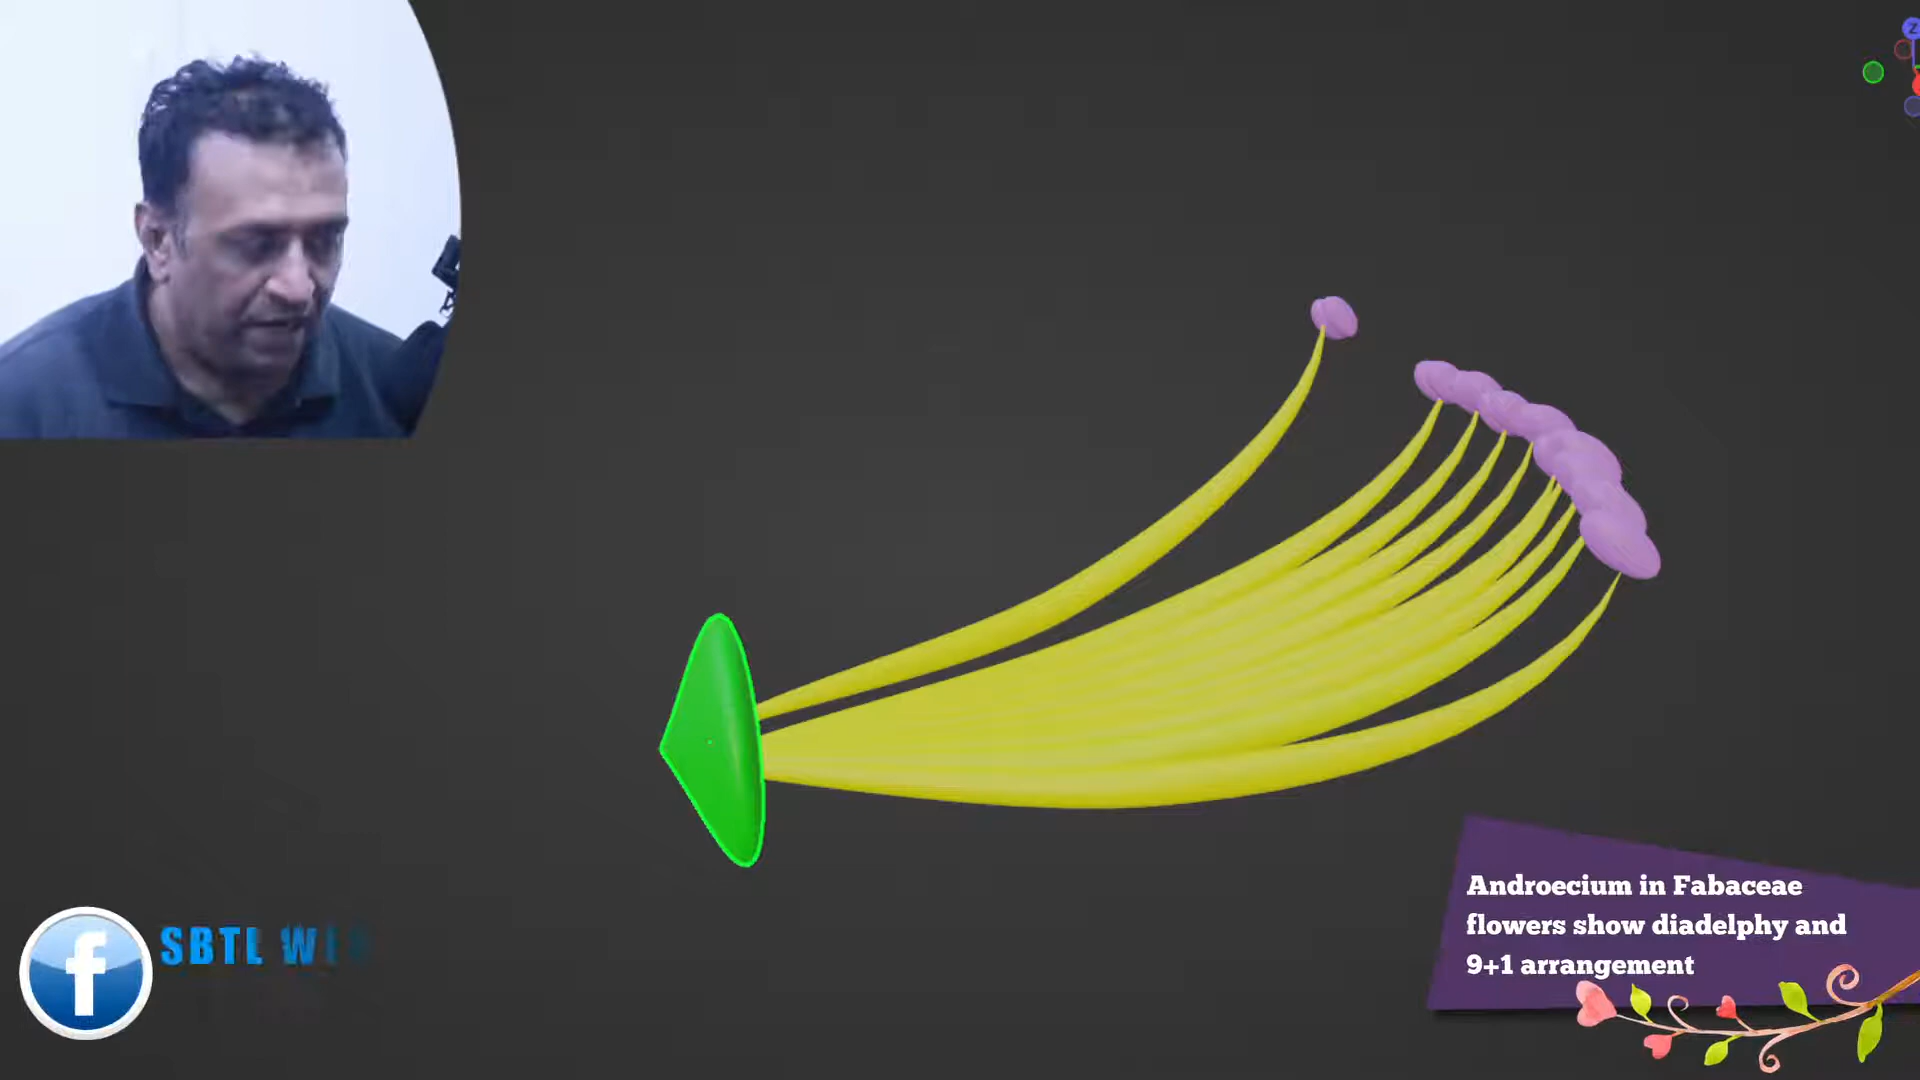 Z
f
SBTL
Androecium in Fabaceae
flowers show diadelphy and
9+1 arrangement